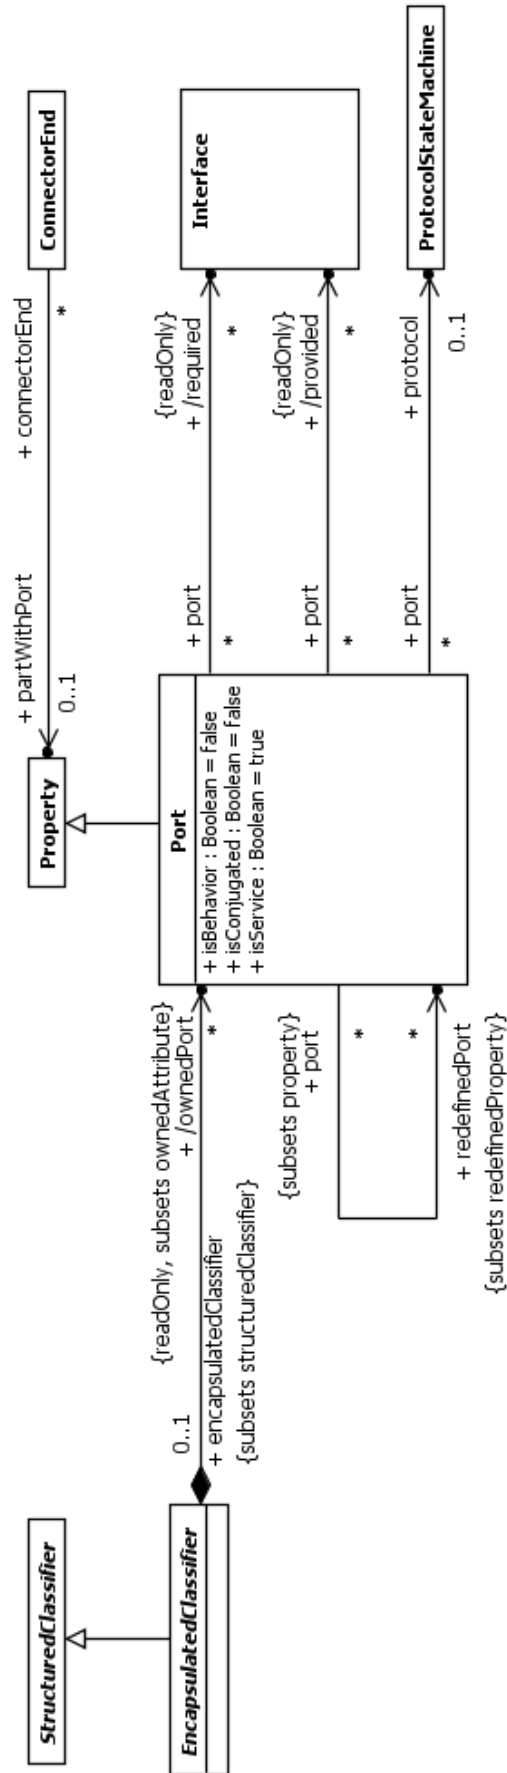 StructuredClassifier
Property
+ partWithPort
0..1
+ connectorEnd
*
ConnectorEnd
EncapsulatedClassifier
0..1
+ encapsulatedClassifier
{subsets structuredClassifier}
{readOnly, subsets ownedAttribute}
+ /ownedPort
*
Port
+ isBehavior : Boolean = false
+ isConjugated : Boolean = false
+ isService : Boolean = true
{subsets property}
+ port
*
*
+ redefinedPort
{subsets redefinedProperty}
+ port
*
{readOnly}
+ /required
*
+ port
*
{readOnly}
+ /provided
*
Interface
+ port
*
+ protocol
0..1
ProtocolStateMachine